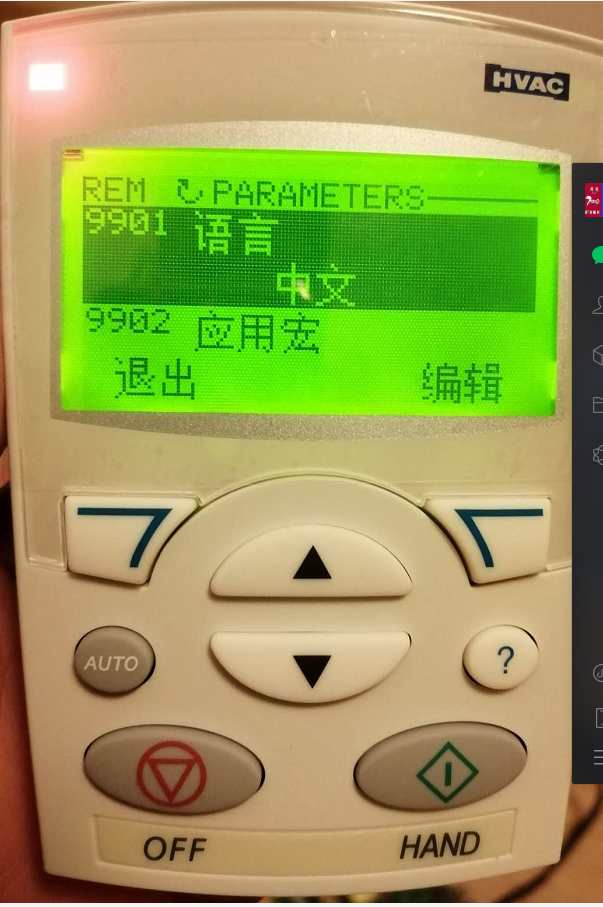 HVAC
REM ↻ PARAMETERS
9901 语言
中文
9902 应用宏
退出 编辑
AUTO ?
OFF HAND